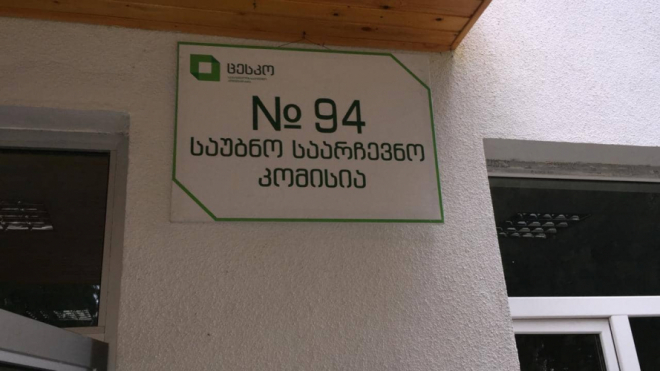 ცესკო
№ 94
საუბნო საარჩევნო
კომისია